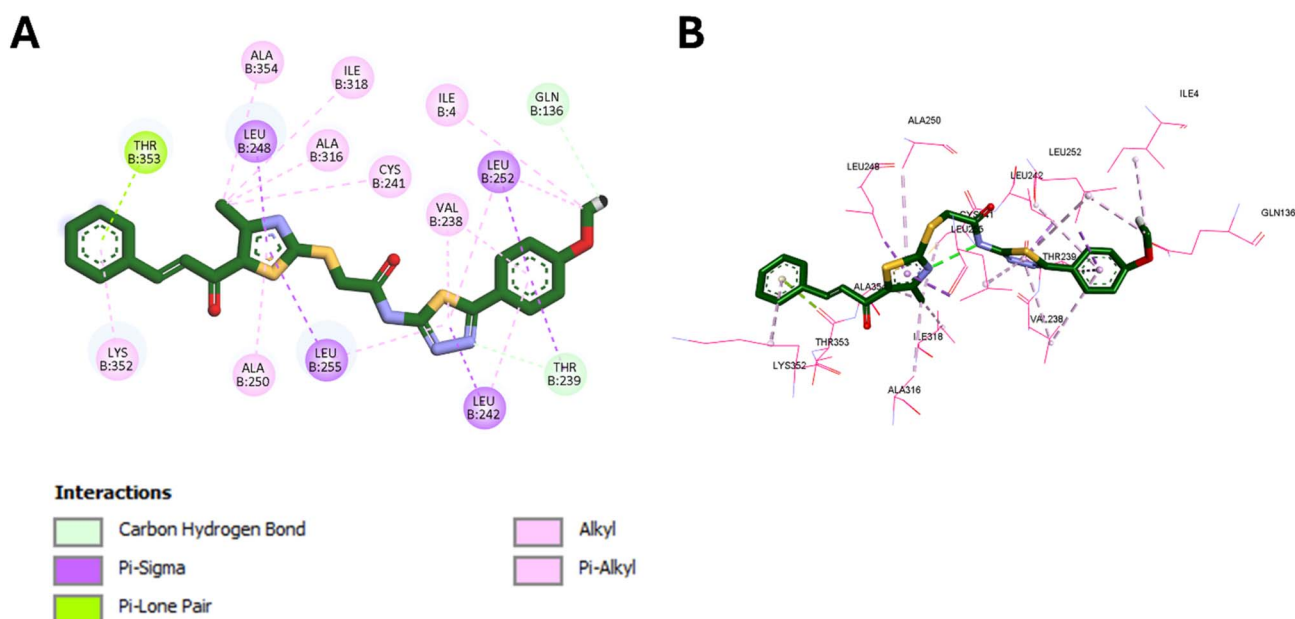 A
B
ALA
B:354
ILE
B:318
ILE
B:4
GLN
B:136
THR
B:353
LEU
B:248
ALA
B:316
CYS
B:241
LEU
B:252
VAL
B:238
LYS
B:352
ALA
B:250
LEU
B:255
LEU
B:242
THR
B:239
ILE4
ALA250
LEU248
LEU252
LEU242
GLN136
THR239
VAL238
ILE318
THR353
LYS352
ALA316
Interactions
Carbon Hydrogen Bond
Pi-Sigma
Pi-Lone Pair
Alkyl
Pi-Alkyl